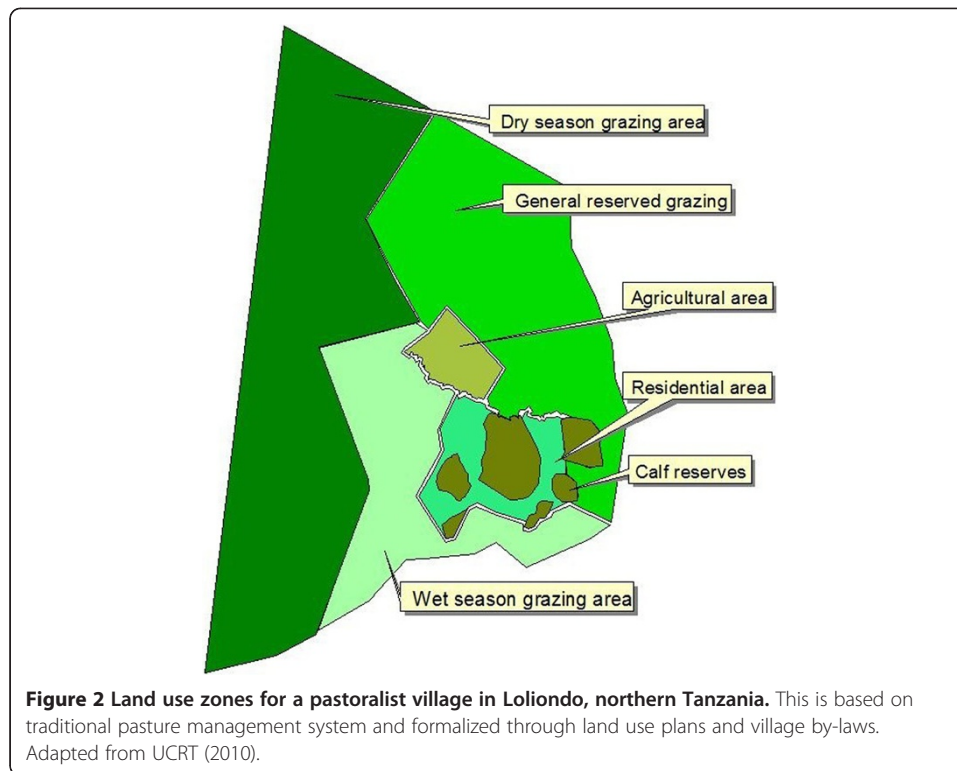 Dry season grazing area
General reserved grazing
Agricultural area
Residential area
Calf reserves
Wet season grazing area
Figure 2 Land use zones for a pastoralist village in Loliondo, northern Tanzania. This is based on
traditional pasture management system and formalized through land use plans and village by-laws.
Adapted from UCRT (2010).